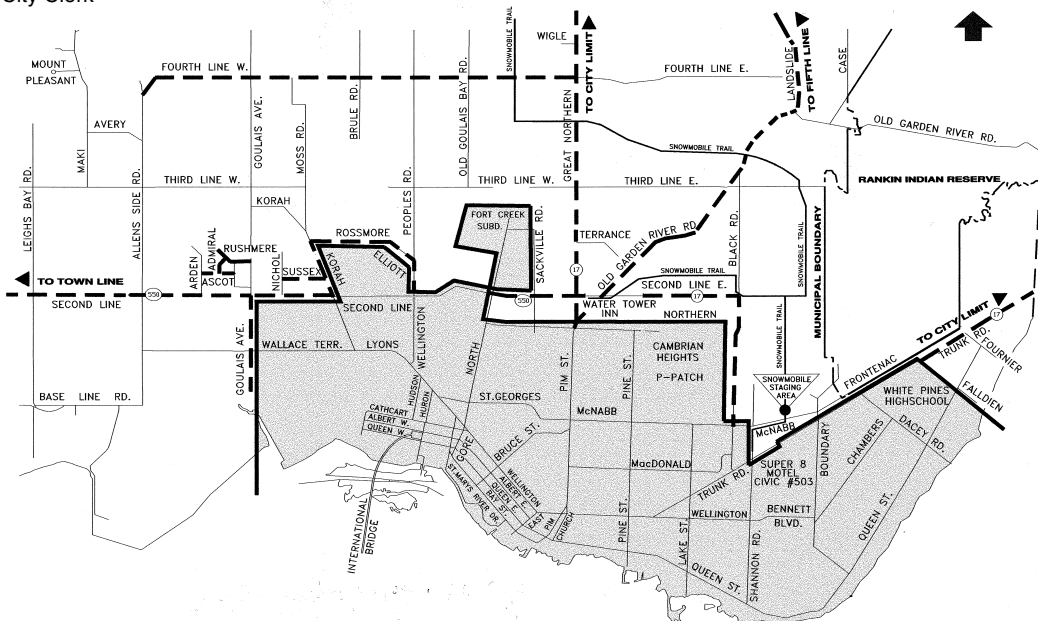 City Clerk
WIGLE
SNOWMOBILE TRAIL
TO CITY LIMIT
LANDSLIDE
TO FIFTH LINE
CASE
MOUNT
PLEASANT
FOURTH LINE W.
FOURTH LINE E.
AVERY
MAKI
GOULAIS AVE.
MOSS RD.
BRULE RD.
OLD GOULAIS BAY RD.
GREAT NORTHERN
OLD GARDEN RIVER RD.
SNOWMOBILE TRAIL
LEIGHS BAY RD.
ALLENS SIDE RD.
PEOPLES RD.
THIRD LINE W.
THIRD LINE W.
THIRD LINE E.
RANKIN INDIAN RESERVE
KORAH
FORT CREEK
SUBD.
SACKVILLE RD.
TERRANCE
OLD GARDEN RIVER RD
BLACK RD.
SNOWMOBILE TRAIL
MUNICIPAL BOUNDARY
ROSSMORE
ARDEN
ADMIRAL
RUSHMERE
ASCOT
NICHOL
SUSSEX
KORAH
ELLIOTT
17
SNOWMOBILE TRAIL
SECOND LINE E.
17
TO TOWN LINE
SECOND LINE
550
SECOND LINE
550
WATER TOWER
INN
NORTHERN
SNOWMOBILE TRAIL
TO CITY LIMIT
17
TRUNK RD.
FOURNIER
GOULAIS AVE.
WALLACE TERR.
LYONS
WELLINGTON
NORTH
PIM ST.
PINE ST.
CAMBRIAN
HEIGHTS
P-PATCH
SNOWMOBILE
STAGING
AREA
FRONTENAC
FALLDIEN
WHITE PINES
HIGHSCHOOL
BASE LINE RD.
HUDSON
HURON
ST.GEORGES
McNABB
McNABB
CATHCART
ALBERT W.
QUEEN W.
GORE
BRUCE ST.
BOUNDARY
CHAMBERS
DACEY RD.
MacDONALD
TRUNK RD.
SUPER 8
MOTEL
CIVIC #503
ST.MARYS RIVER DR.
WELLINGTON
ALBERT E.
QUEEN E.
BAY ST.
EAST
PIM
CHURCH
PINE ST.
LAKE ST.
WELLINGTON
BENNETT
BLVD.
QUEEN ST.
INTERNATIONAL
BRIDGE
QUEEN ST.
SHANNON RD.